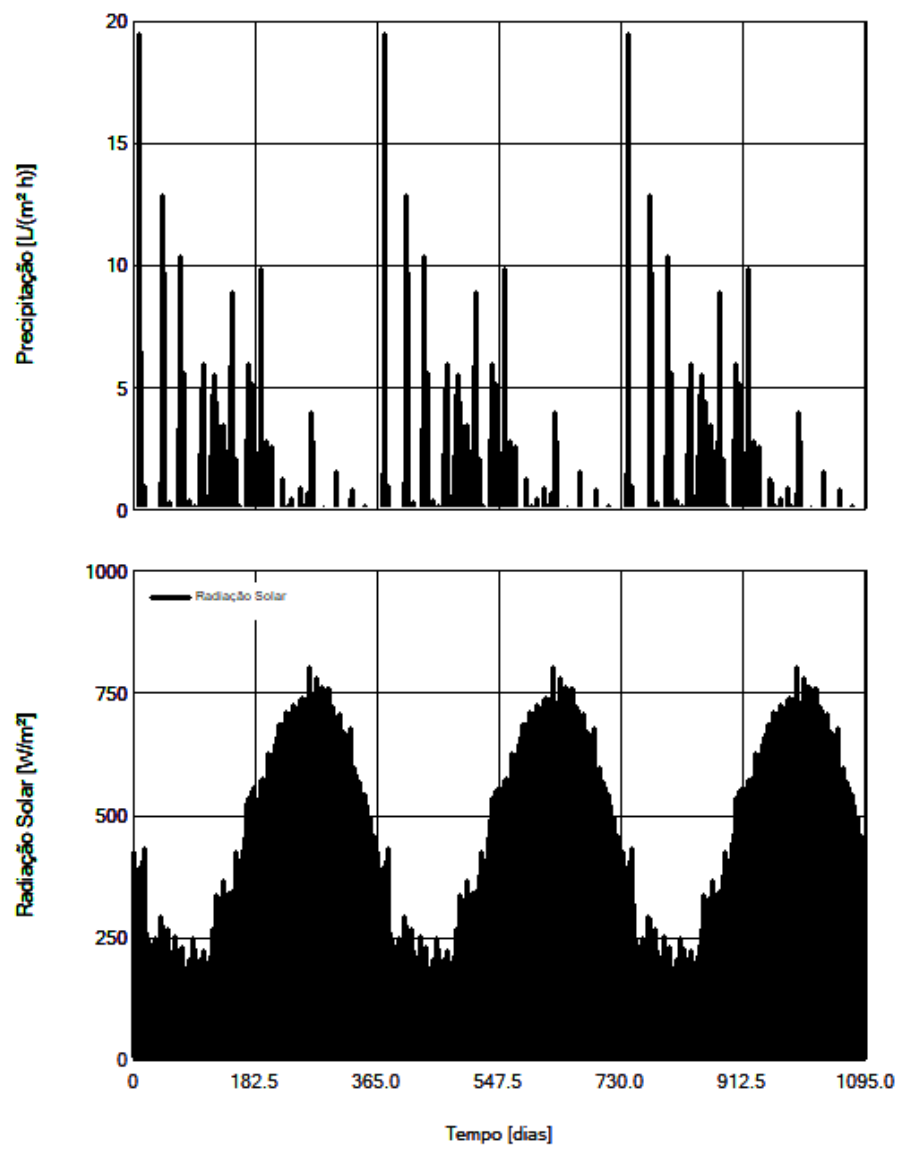 20
15
10
5
0
Precipitação [L/(m² h)]
1000
750
500
250
0
Radiação Solar
Radiação Solar [W/m²]
0 182.5 365.0 547.5 730.0 912.5 1095.0
Tempo [dias]